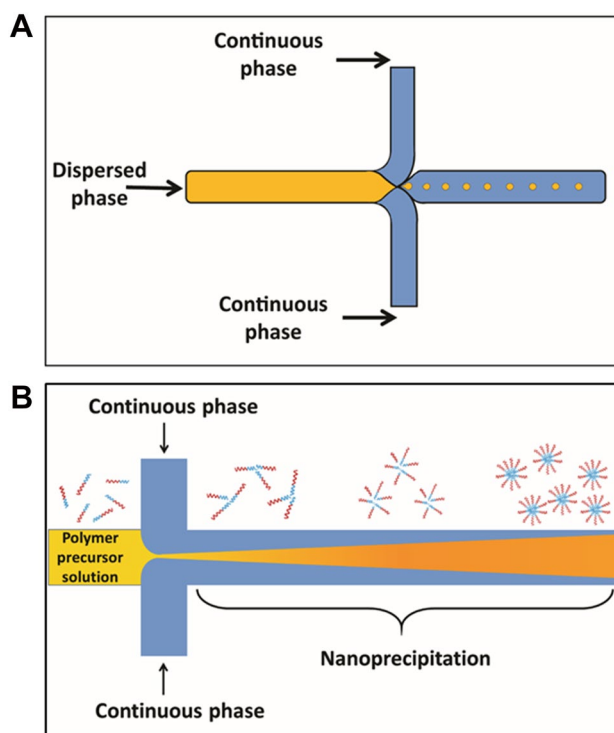 A
Continuous
phase
Dispersed
phase
Continuous
phase
B
Continuous phase
Polymer
precursor
solution
Nanoprecipitation
Continuous phase